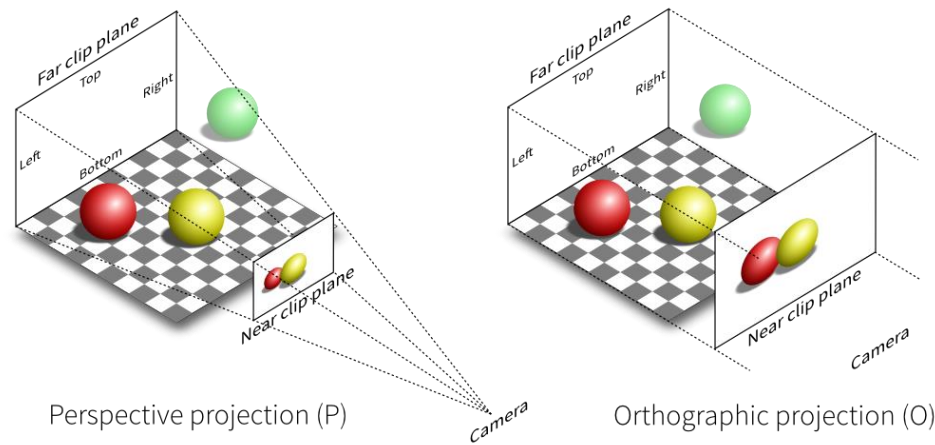 Far clip plane
Top
Right
Left
Bottom
Near clip plane
Camera
Perspective projection (P)
Far clip plane
Top
Right
Left
Bottom
Near clip plane
Camera
Orthographic projection (O)